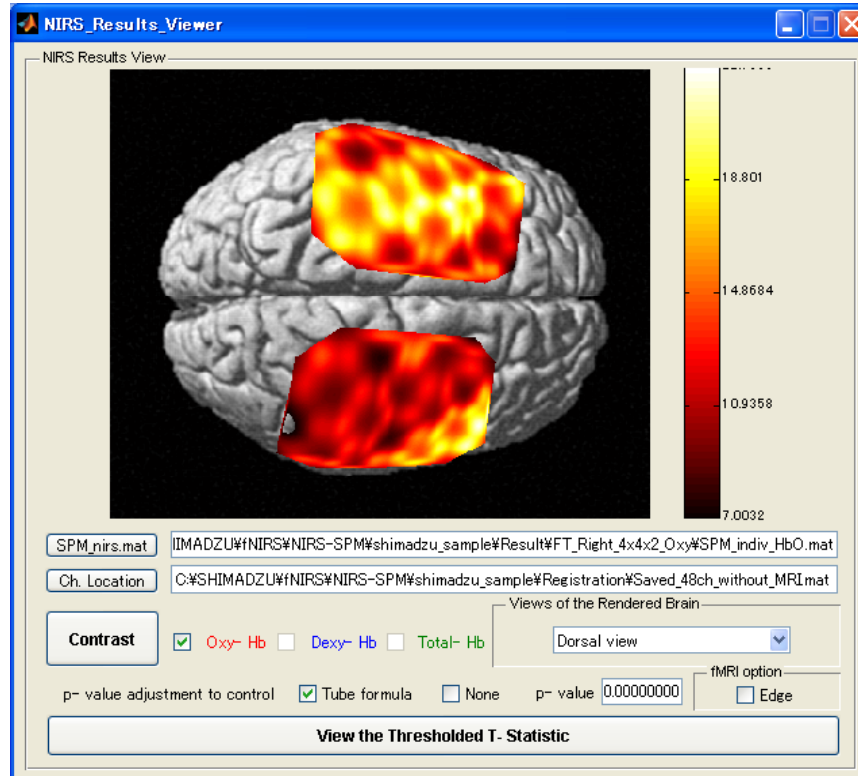 NIRS_Results_Viewer
NIRS Results View
18.801
14.8684
10.9358
7.0032
SPM_nirs.mat
IIMADZU¥fNIRS¥NIRS-SPM¥shimadzu_sample¥Result¥FT_Right_4x4x2_Oxy¥SPM_indiv_HbO.mat
Ch. Location
C:¥SHIMADZU¥fNIRS¥NIRS-SPM¥shimadzu_sample¥Registration¥Saved_48ch_without_MRI.mat
Views of the Rendered Brain
Contrast
Oxy- Hb
Dexy- Hb
Total- Hb
Dorsal view
fMRI option
p- value adjustment to control
Tube formula
None
p- value
0.00000000
Edge
View the Thresholded T- Statistic